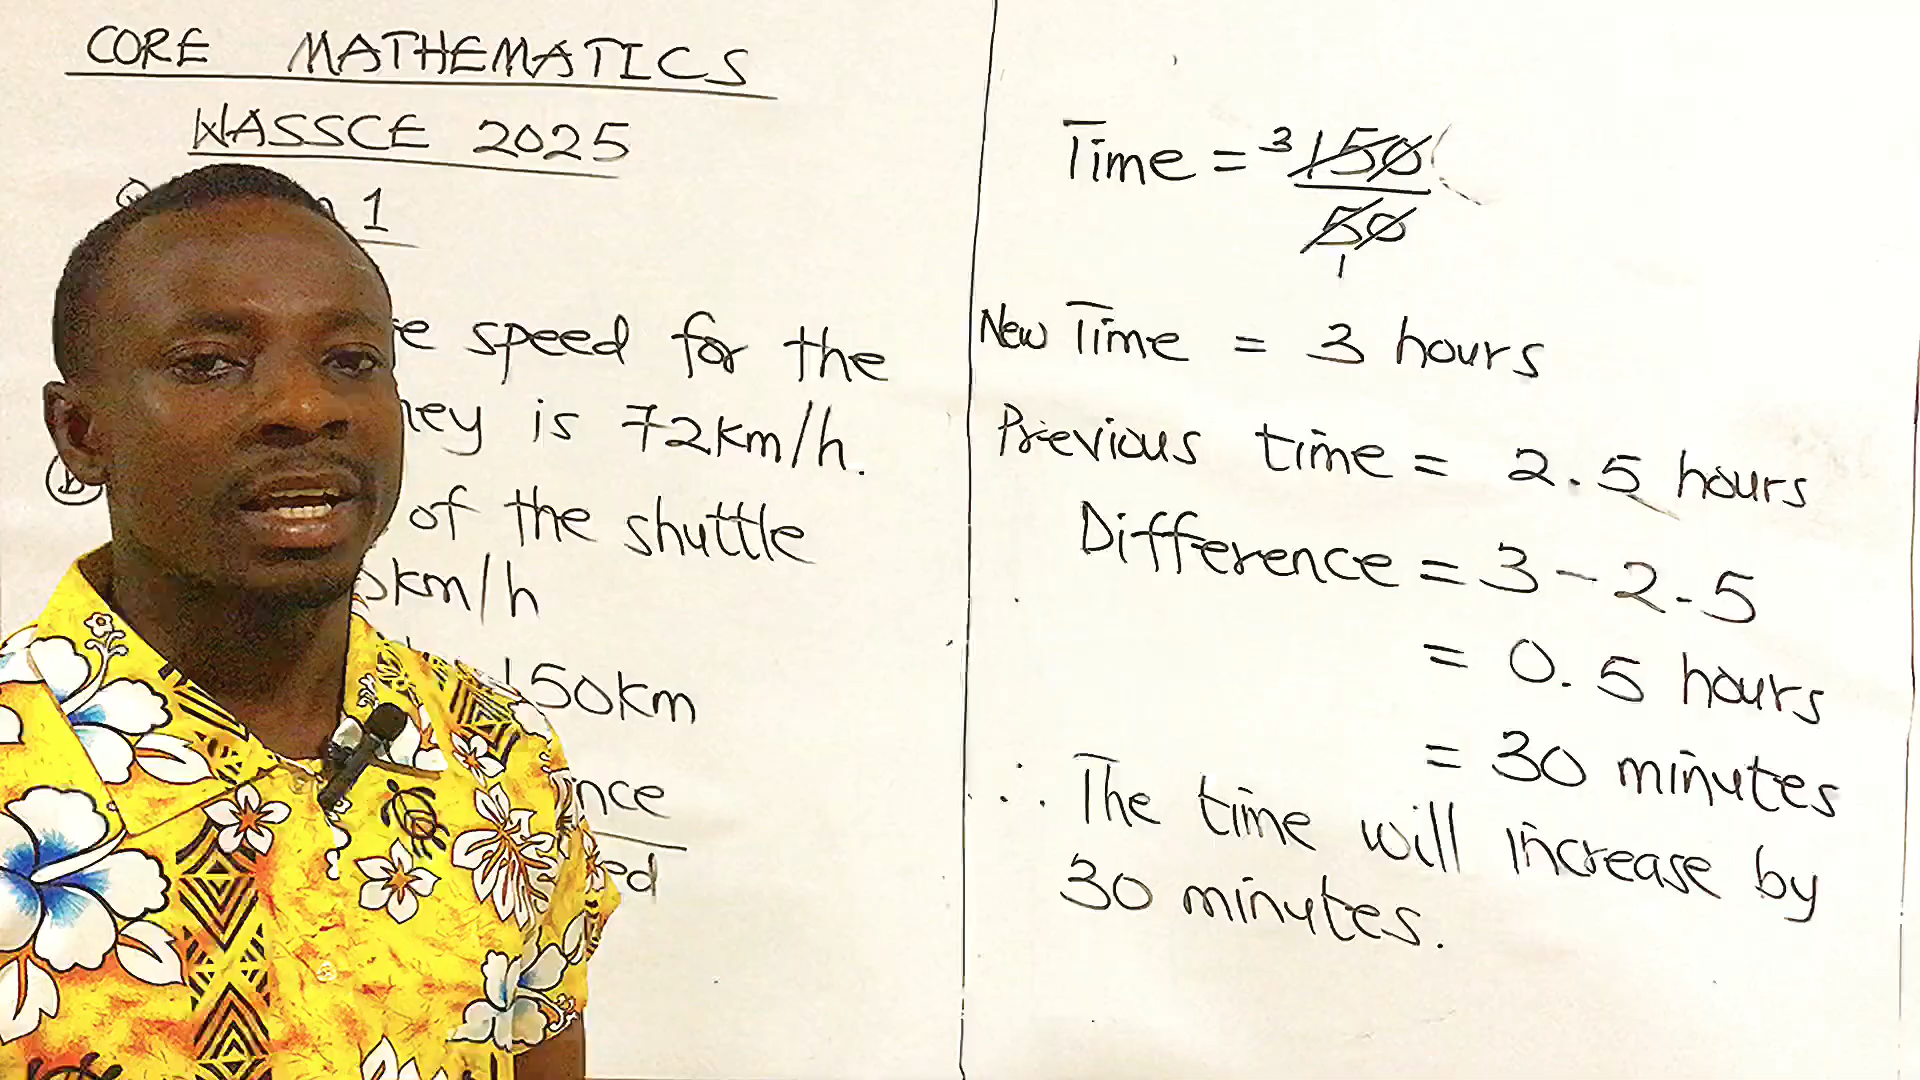 CORE MATHEMATICS
WASSCE 2025
1
speed for the
is 72km/h.
B
of the shuttle
km/h
150km
Time = 3 150
50
1
New Time = 3 hours
Previous time = 2.5 hours
Difference = 3 - 2.5
= 0.5 hours
= 30 minutes
∴ The time will increase by
30 minutes.